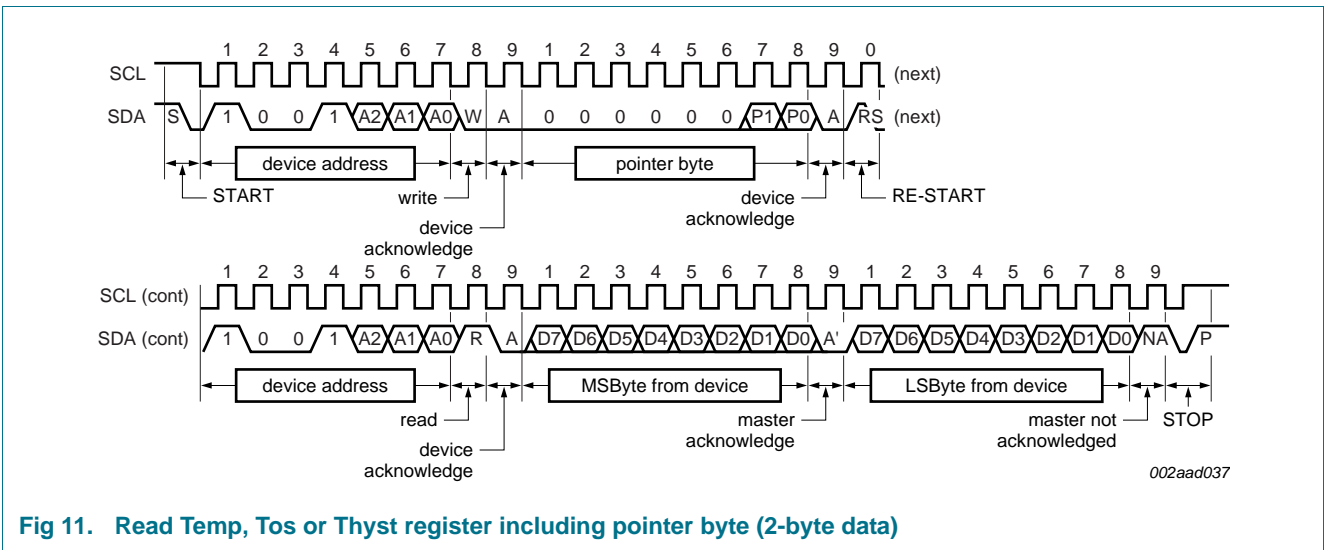 1 2 3 4 5 6 7 8 9 1 2 3 4 5 6 7 8 9 0
SCL (next)
SDA S 1 0 0 1 A2 A1 A0 W A 0 0 0 0 0 0 P1 P0 A RS (next)
device address pointer byte
START write device RE-START
acknowledge
device
acknowledge
1 2 3 4 5 6 7 8 9 1 2 3 4 5 6 7 8 9 1 2 3 4 5 6 7 8 9
SCL (cont)
SDA (cont) 1 0 0 1 A2 A1 A0 R A D7 D6 D5 D4 D3 D2 D1 D0 A' D7 D6 D5 D4 D3 D2 D1 D0 NA P
device address MSByte from device LSByte from device
read master master not STOP
acknowledge acknowledged
device
acknowledge
002aad037
Fig 11. Read Temp, Tos or Thyst register including pointer byte (2-byte data)